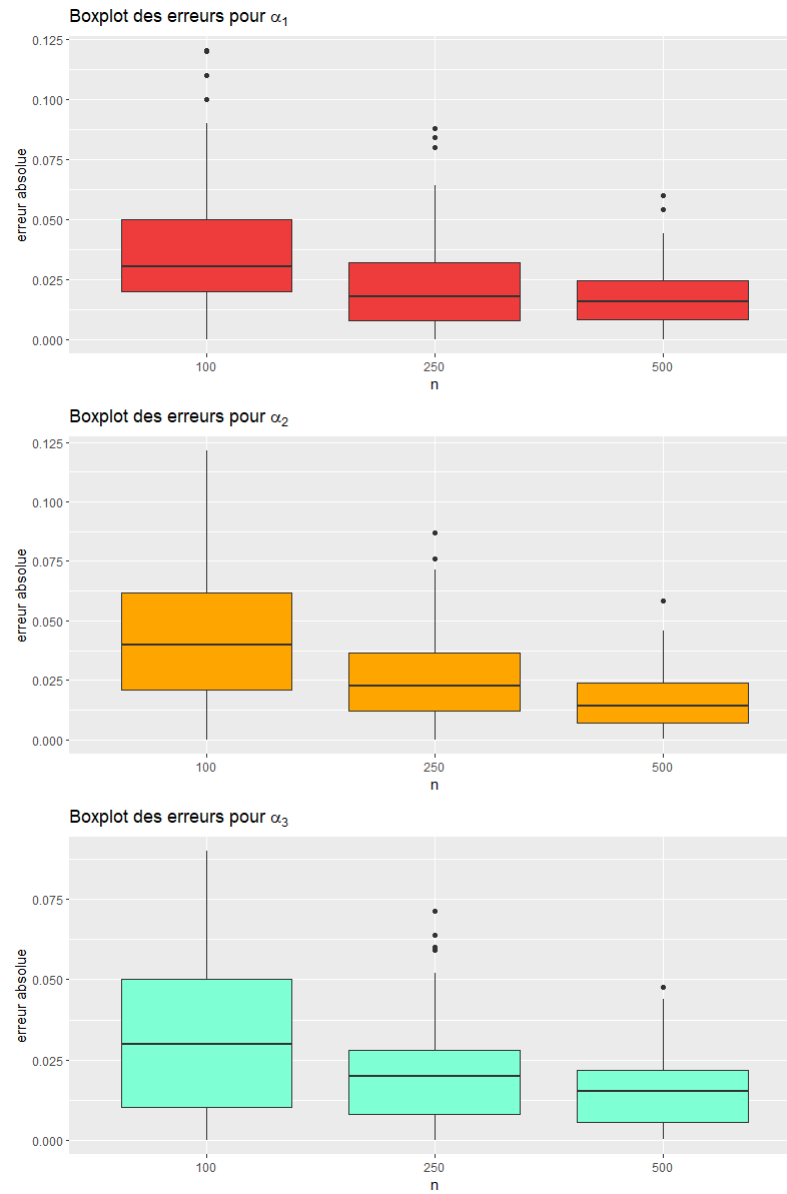 Boxplot des erreurs pour α₁
0.125
0.100
0.075
0.050
0.025
0.000
erreur absolue
100 250 500
n
Boxplot des erreurs pour α₂
0.125
0.100
0.075
0.050
0.025
0.000
erreur absolue
100 250 500
n
Boxplot des erreurs pour α₃
0.075
0.050
0.025
0.000
erreur absolue
100 250 500
n